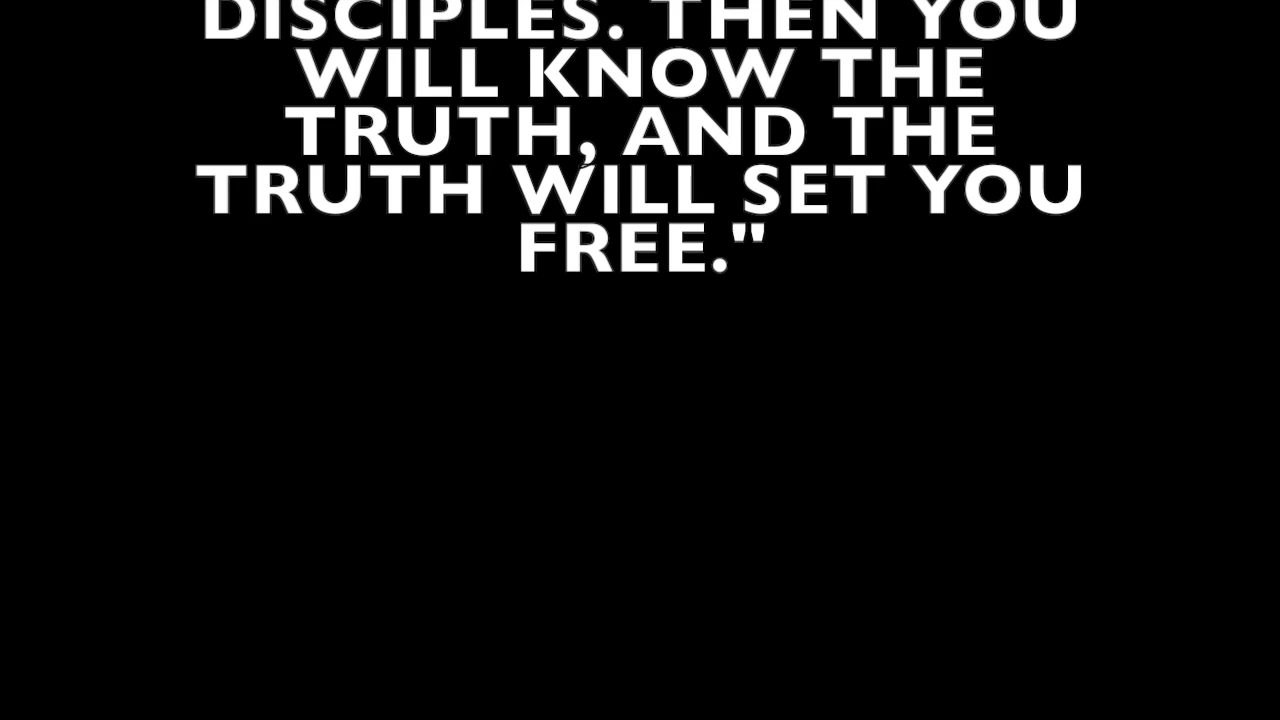 DISCIPLES. THEN YOU
WILL KNOW THE
TRUTH, AND THE
TRUTH WILL SET YOU
FREE."